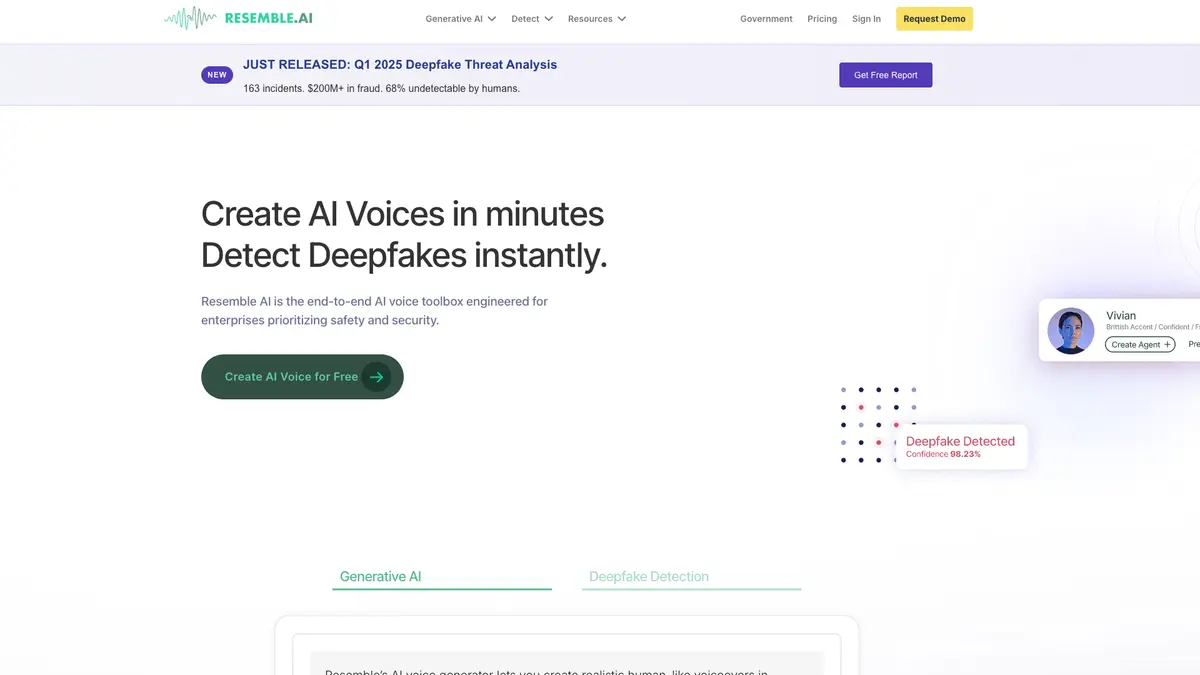 RESEMBLE.AI
Generative AI
Detect
Resources
Government
Pricing
Sign In
Request Demo
NEW
JUST RELEASED: Q1 2025 Deepfake Threat Analysis
163 incidents. $200M+ in fraud. 68% undetectable by humans.
Get Free Report
Create AI Voices in minutes
Detect Deepfakes instantly.
Resemble AI is the end-to-end AI voice toolbox engineered for
enterprises prioritizing safety and security.
Create AI Voice for Free
Vivian
Brittish Accent / Confident / F
Create Agent +
Pre
Deepfake Detected
Confidence 98.23%
Generative AI
Deepfake Detection
Resemble's AI voice generator lets you create realistic human-like voiceovers in